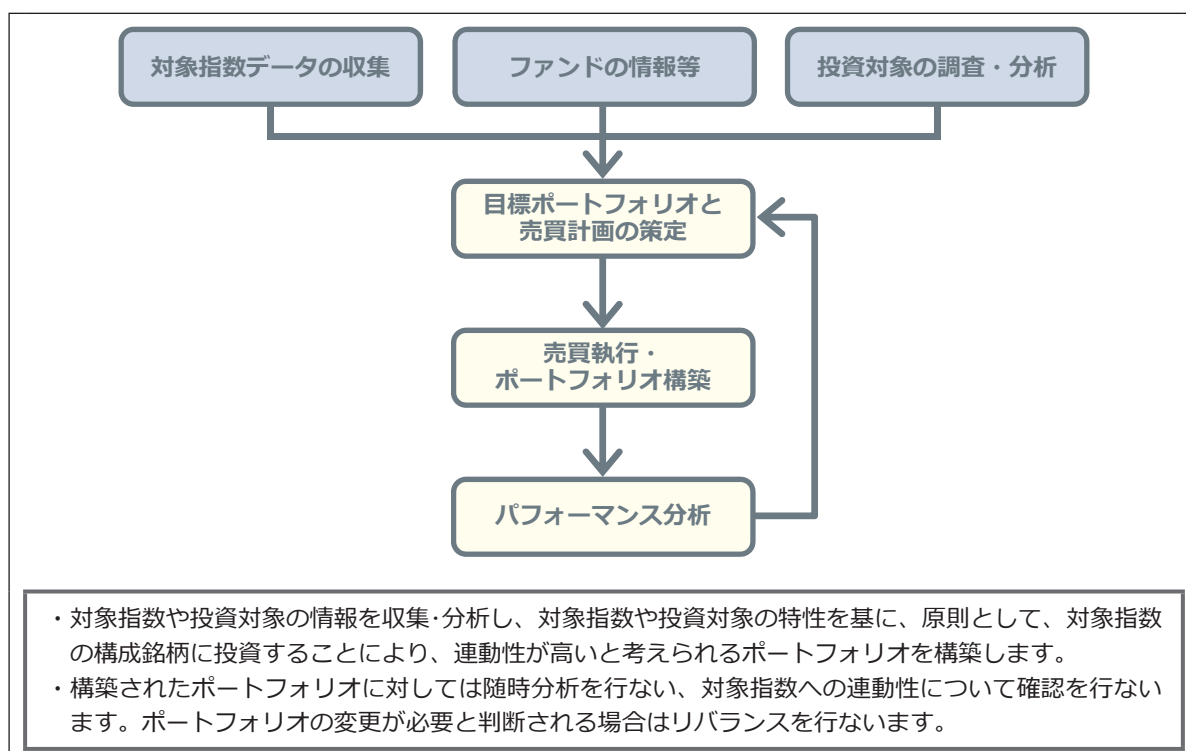 対象指数データの収集
ファンドの情報等
投資対象の調査・分析
目標ポートフォリオと
売買計画の策定
売買執行・
ポートフォリオ構築
パフォーマンス分析
・対象指数や投資対象の情報を収集・分析し、対象指数や投資対象の特性を基に、原則として、対象指数
の構成銘柄に投資することにより、連動性が高いと考えられるポートフォリオを構築します。
・構築されたポートフォリオに対しては随時分析を行ない、対象指数への連動性について確認を行ない
ます。ポートフォリオの変更が必要と判断される場合はリバランスを行ないます。